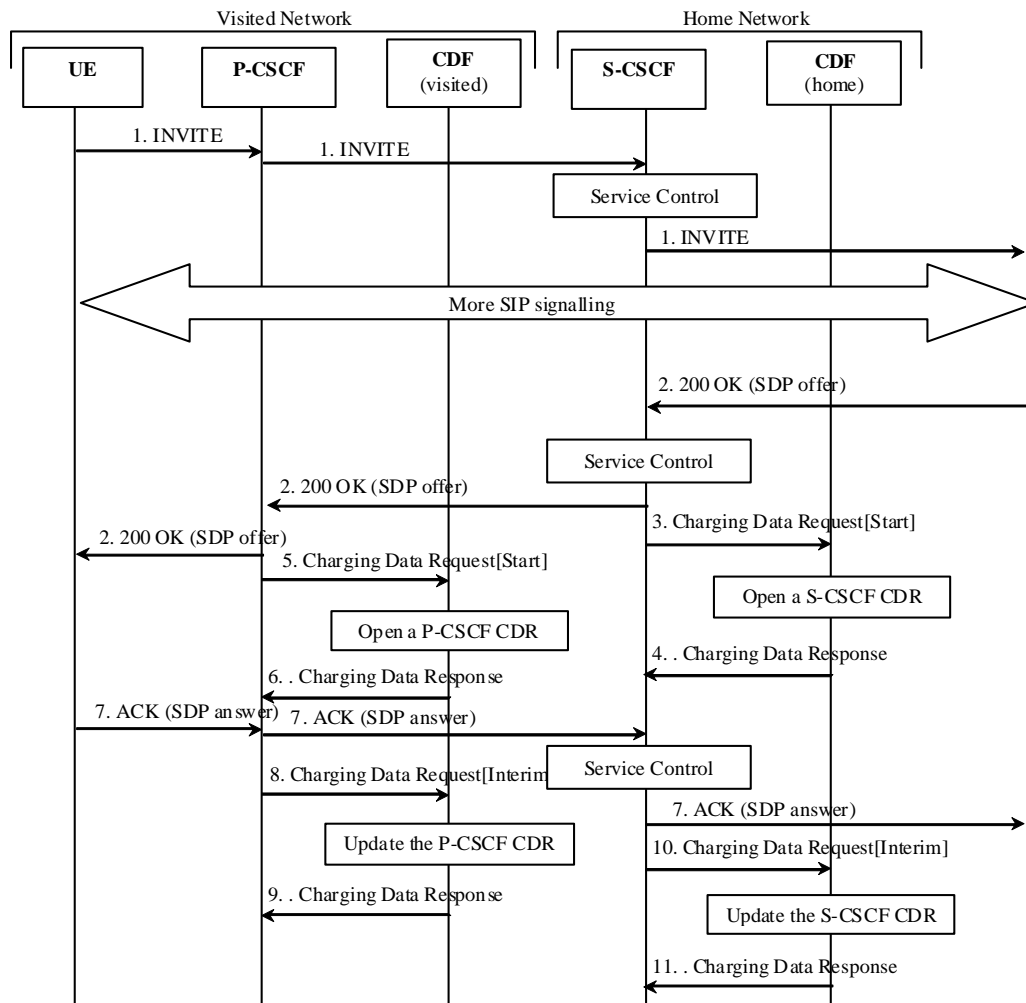 Visited Network
Home Network
UE
P-CSCF
CDF
(visited)
S-CSCF
CDF
(home)
1. INVITE
1. INVITE
Service Control
1. INVITE
More SIP signalling
2. 200 OK (SDP offer)
Service Control
2. 200 OK (SDP offer)
3. Charging Data Request[Start]
2. 200 OK (SDP offer)
5. Charging Data Request[Start]
Open a S-CSCF CDR
Open a P-CSCF CDR
4. . Charging Data Response
6. . Charging Data Response
7. ACK (SDP answer)
7. ACK (SDP answer)
Service Control
8. Charging Data Request[Interim
7. ACK (SDP answer)
Update the P-CSCF CDR
10. Charging Data Request[Interim]
9. . Charging Data Response
Update the S-CSCF CDR
11. . Charging Data Response